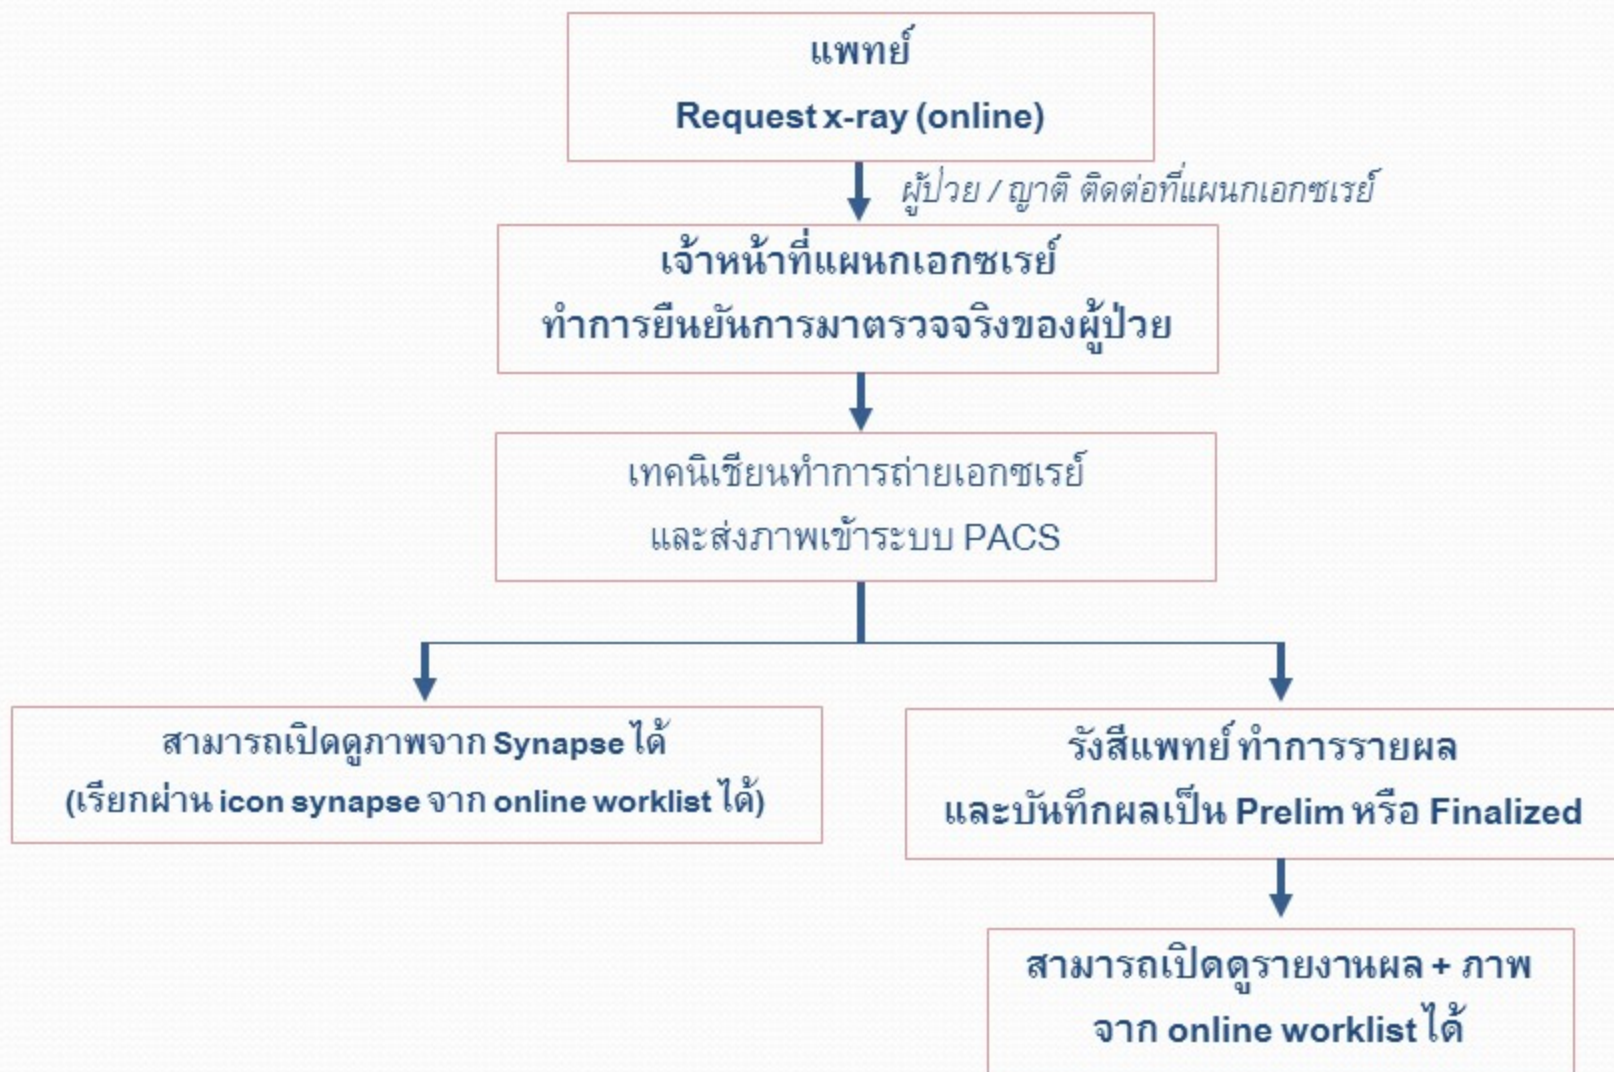 แพทย์
Request x-ray (online)
ผู้ป่วย / ญาติ ติดต่อที่แผนกเอกซเรย์
เจ้าหน้าที่แผนกเอกซเรย์
ทำการยืนยันการมาตรวจจริงของผู้ป่วย
เทคนิเชียนทำการถ่ายเอกซเรย์
และส่งภาพเข้าระบบ PACS
สามารถเปิดดูภาพจาก Synapse ได้
(เรียกผ่าน icon synapse จาก online worklist ได้)
รังสีแพทย์ ทำการรายผล
และบันทึกผลเป็น Prelim หรือ Finalized
สามารถเปิดดูรายงานผล + ภาพ
จาก online worklist ได้